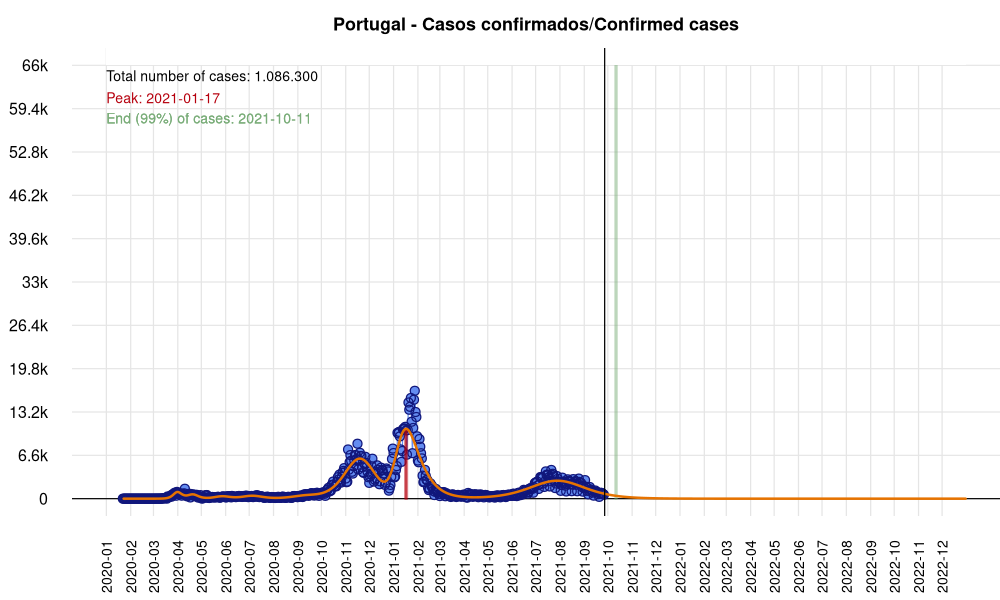 Portugal - Casos confirmados/Confirmed cases
66k
Total number of cases: 1.086.300
Peak: 2021-01-17
59.4k
End (99%) of cases: 2021-10-11
52.8k
46.2k
39.6k
33k
26.4k
19.8k
13.2k
6.6k
0
2020-01
2020-02
2020-03
2020-04
2020-05
2020-06
2020-07
2020-08
2020-09
2020-10
2020-11
2020-12
2021-01
2021-02
2021-03
2021-04
2021-05
2021-06
2021-07
2021-08
2021-09
2021-10
2021-11
2021-12
2022-01
2022-02
2022-03
2022-04
2022-05
2022-06
2022-07
2022-08
2022-09
2022-10
2022-11
2022-12